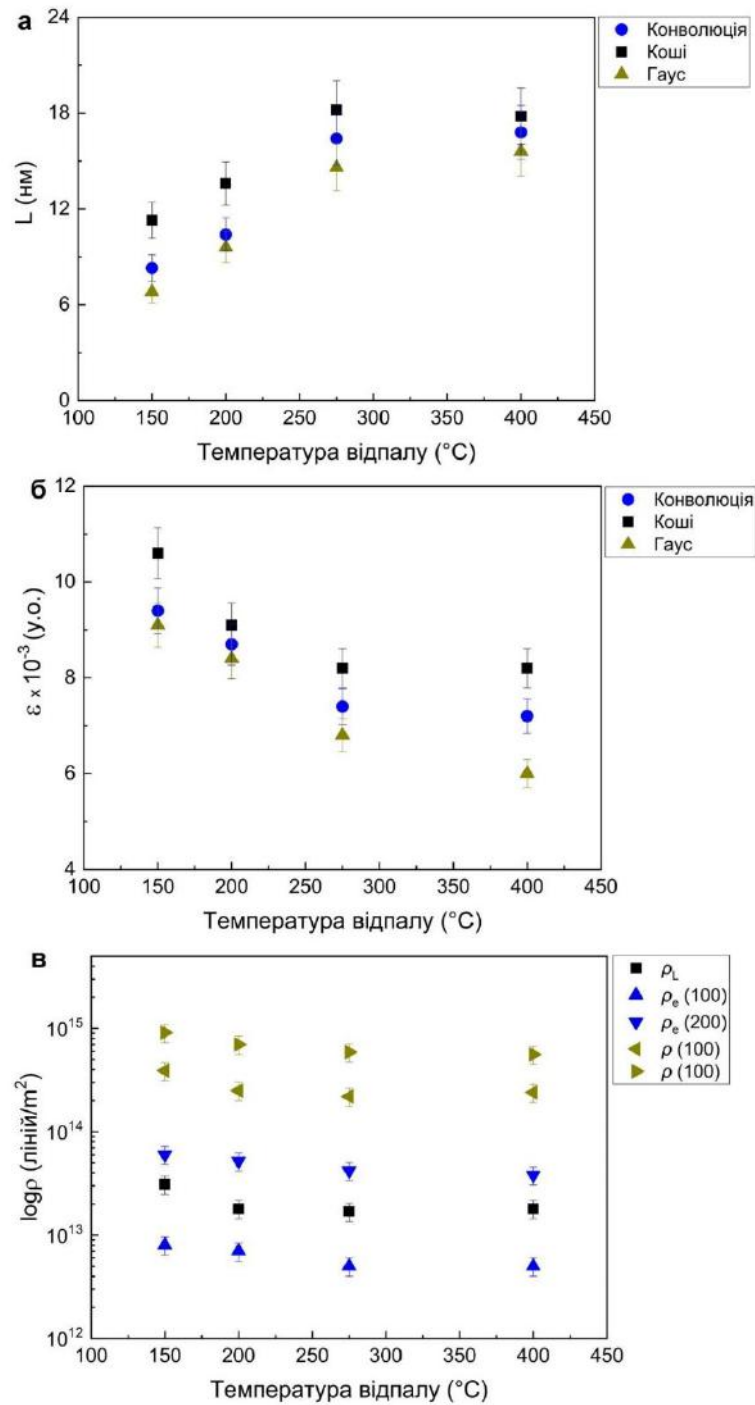 а
24
18
12
6
0
L (нм)
100 150 200 250 300 350 400 450
Температура відпалу (°C)
Конволюція
Коші
Гаус
б
12
10
8
6
4
ε x 10⁻³ (у.о.)
100 150 200 250 300 350 400 450
Температура відпалу (°C)
Конволюція
Коші
Гаус
в
10¹⁵
10¹⁴
10¹³
10¹²
logρ (ліній/m²)
100 150 200 250 300 350 400 450
Температура відпалу (°C)
ρL
ρe (100)
ρe (200)
ρ (100)
ρ (100)